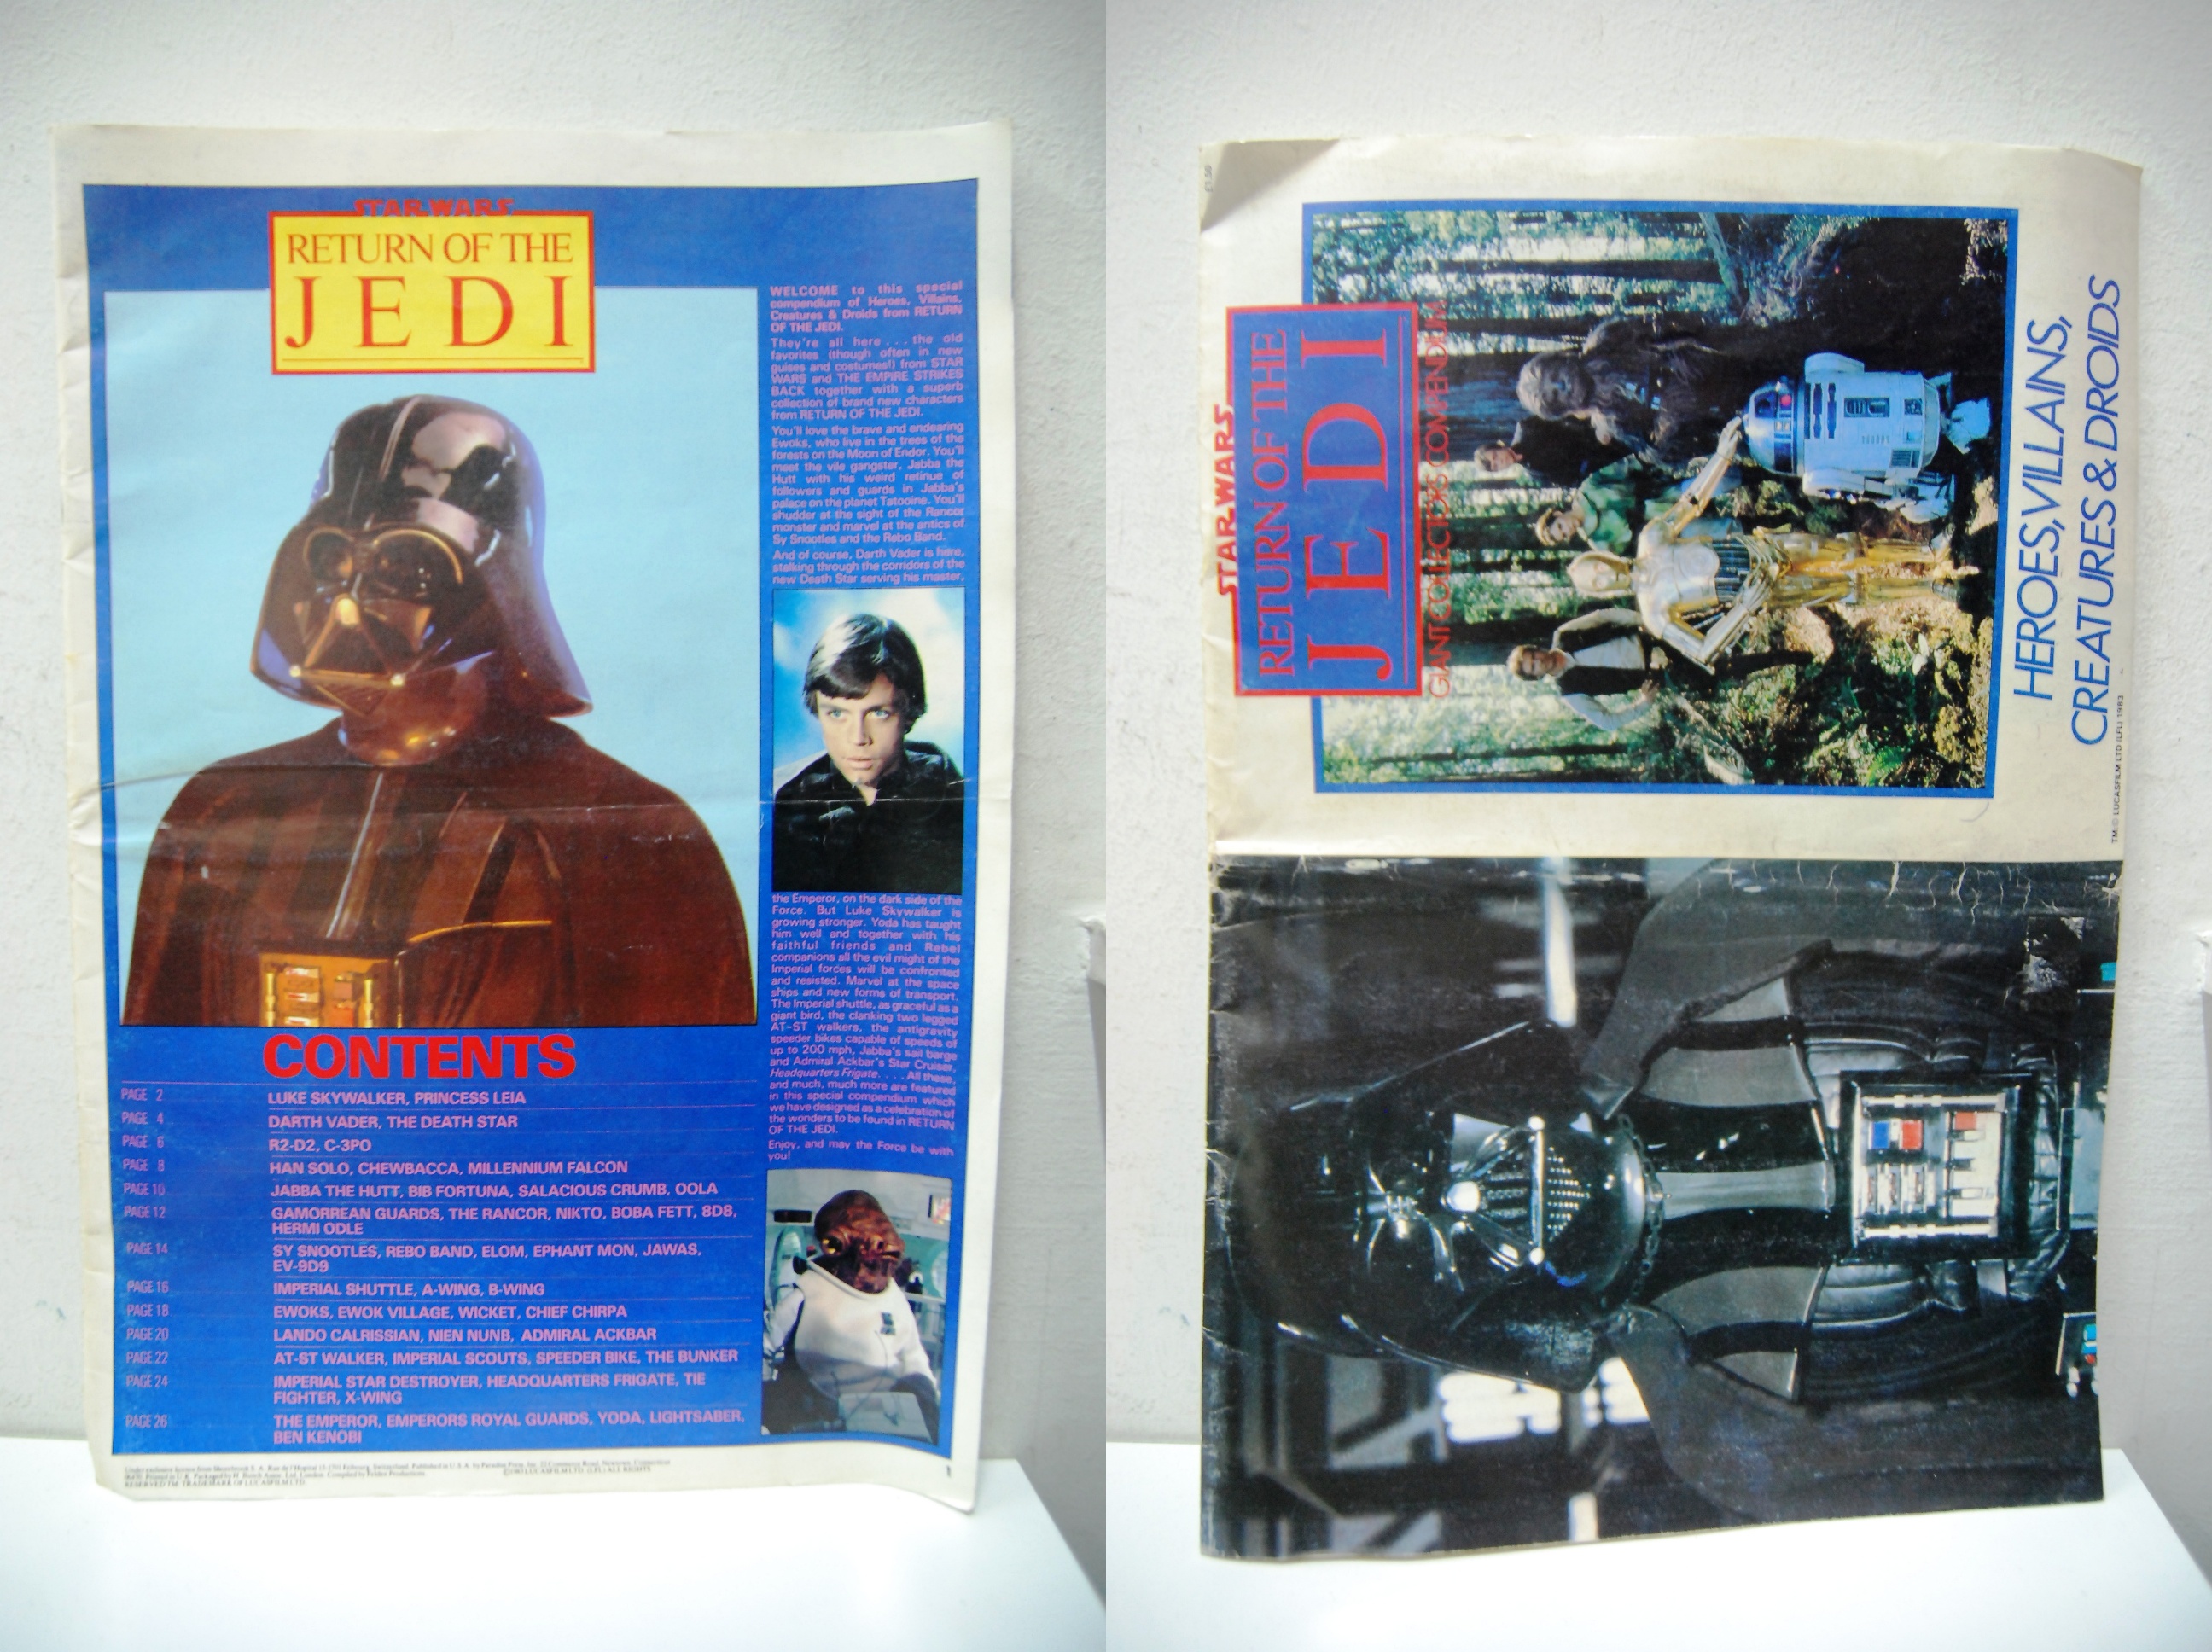 STAR WARS
RETURN OF THE
JEDI
WELCOME to this special
compendium of Heroes, Villains,
Creatures & Droids from RETURN
OF THE JEDI.
They're all here . . . the old
favorites (though often in new
guises and costumes!) from STAR
WARS and THE EMPIRE STRIKES
BACK together with a superb
collection of brand new characters
from RETURN OF THE JEDI.
You'll love the brave and endearing
Ewoks, who live in the trees of the
forests on the Moon of Endor. You'll
meet the vile gangster, Jabba the
Hutt with his weird retinue of
followers and guards in Jabba's
palace on the planet Tatooine. You'll
shudder at the sight of the Rancor
monster and marvel at the antics of
Sy Snootles and the Rebo Band.
And of course, Darth Vader is here,
stalking through the corridors of the
new Death Star serving his master,
the Emperor, on the dark side of the
Force. But Luke Skywalker is
growing stronger. Yoda has taught
him well and together with his
faithful friends and Rebel
companions all the evil might of the
Imperial forces will be confronted
and resisted. Marvel at the space
ships and new forms of transport.
The Imperial shuttle, as graceful as a
giant bird, the clanking two legged
AT-ST walkers, the antigravity
speeder bikes capable of speeds of
up to 200 mph, Jabba's sail barge
and Admiral Ackbar's Star Cruiser,
Headquarters Frigate. . . . All these,
and much, much more are featured
in this special compendium which
we have designed as a celebration of
the wonders to be found in RETURN
OF THE JEDI.
Enjoy, and may the Force be with
you!
CONTENTS
PAGE 2 LUKE SKYWALKER, PRINCESS LEIA
PAGE 4 DARTH VADER, THE DEATH STAR
PAGE 6 R2-D2, C-3PO
PAGE 8 HAN SOLO, CHEWBACCA, MILLENNIUM FALCON
PAGE 10 JABBA THE HUTT, BIB FORTUNA, SALACIOUS CRUMB, OOLA
PAGE 12 GAMORREAN GUARDS, THE RANCOR, NIKTO, BOBA FETT, 8D8,
HERMI ODLE
PAGE 14 SY SNOOTLES, REBO BAND, ELOM, EPHANT MON, JAWAS,
EV-9D9
PAGE 16 IMPERIAL SHUTTLE, A-WING, B-WING
PAGE 18 EWOKS, EWOK VILLAGE, WICKET, CHIEF CHIRPA
PAGE 20 LANDO CALRISSIAN, NIEN NUNB, ADMIRAL ACKBAR
PAGE 22 AT-ST WALKER, IMPERIAL SCOUTS, SPEEDER BIKE, THE BUNKER
PAGE 24 IMPERIAL STAR DESTROYER, HEADQUARTERS FRIGATE, TIE
FIGHTER, X-WING
PAGE 26 THE EMPEROR, EMPERORS ROYAL GUARDS, YODA, LIGHTSABER,
BEN KENOBI
©1983 LUCASFILM LTD. (LFL) ALL RIGHTS
RESERVED TM: TRADEMARK OF LUCASFILM LTD.
1
STAR WARS
RETURN OF THE
JEDI
GIANT COLLECTORS COMPENDIUM
HEROES, VILLAINS,
CREATURES & DROIDS
TM © LUCASFILM LTD (LFL) 1983